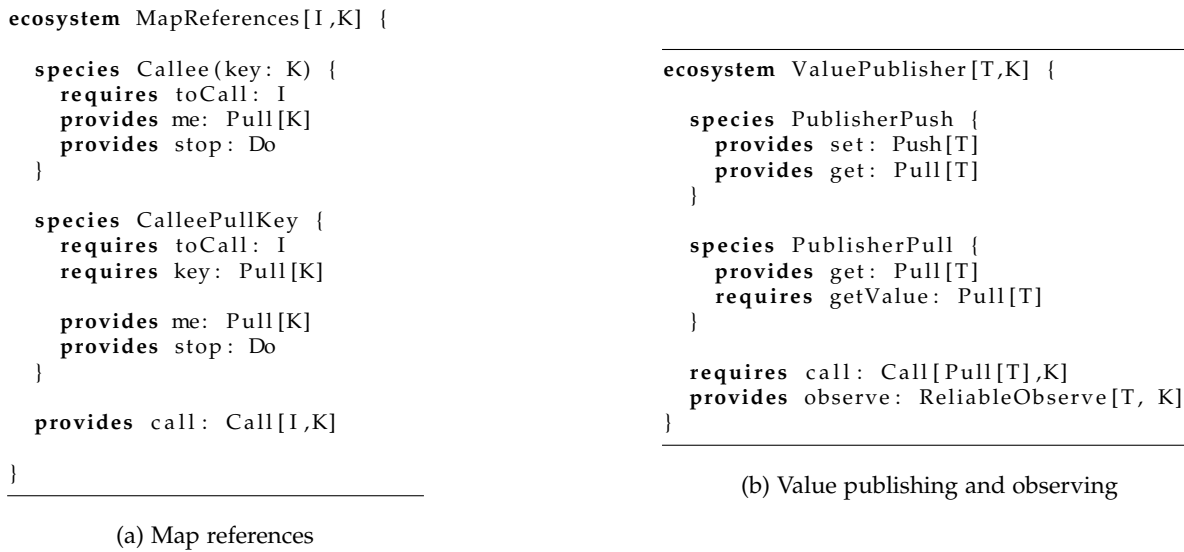 ecosystem MapReferences[I,K] {
species Callee(key: K) {
requires toCall: I
provides me: Pull[K]
provides stop: Do
}
species CalleePullKey {
requires toCall: I
requires key: Pull[K]
provides me: Pull[K]
provides stop: Do
}
provides call: Call[I,K]
}
(a) Map references
ecosystem ValuePublisher[T,K] {
species PublisherPush {
provides set: Push[T]
provides get: Pull[T]
}
species PublisherPull {
provides get: Pull[T]
requires getValue: Pull[T]
}
requires call: Call[Pull[T],K]
provides observe: ReliableObserve[T, K]
}
(b) Value publishing and observing